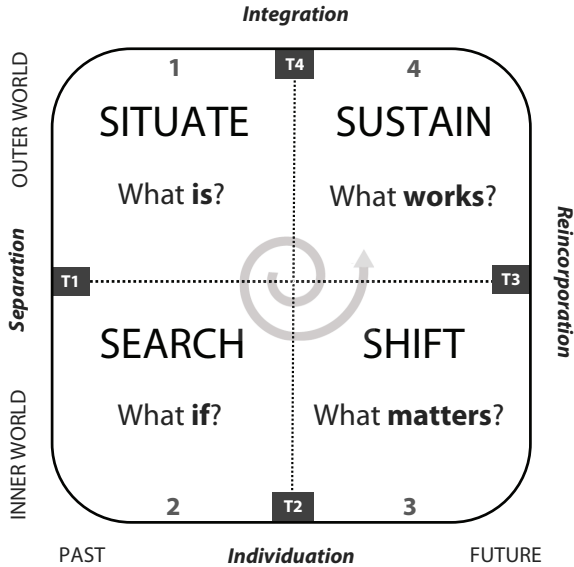 Integration
OUTER WORLD
1
T4
4
SITUATE
SUSTAIN
What is?
What works?
Separation
T1
T3
Reincorporation
SEARCH
SHIFT
What if?
What matters?
INNER WORLD
2
T2
3
PAST
Individuation
FUTURE